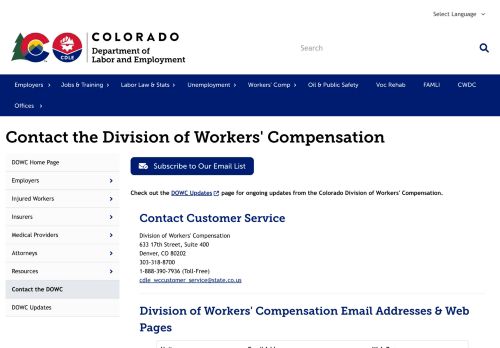 Select Language
COLORADO
Department of
Labor and Employment
CDLE
Search
Employers
Jobs & Training
Labor Law & Stats
Unemployment
Workers' Comp
Oil & Public Safety
Voc Rehab
FAMLI
CWDC
Offices
Contact the Division of Workers' Compensation
DOWC Home Page
Employers
Injured Workers
Insurers
Medical Providers
Attorneys
Resources
Contact the DOWC
DOWC Updates
Subscribe to Our Email List
Check out the DOWC Updates page for ongoing updates from the Colorado Division of Workers' Compensation.
Contact Customer Service
Division of Workers' Compensation
633 17th Street, Suite 400
Denver, CO 80202
303-318-8700
1-888-390-7936 (Toll-Free)
cdle_wccustomer_service@state.co.us
Division of Workers' Compensation Email Addresses & Web
Pages